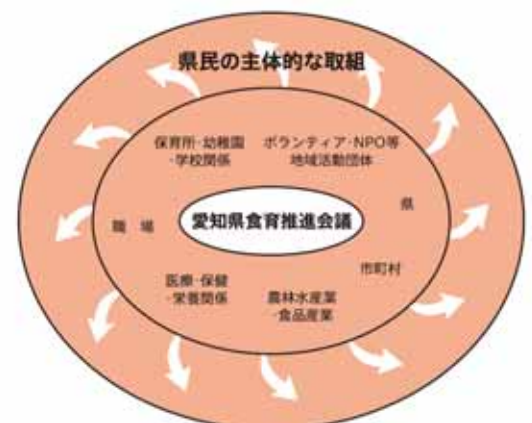 県民の主体的な取組
保育所・幼稚園
・学校関係
ボランティア・NPO等
地域活動団体
県
職 場
愛知県食育推進会議
市町村
医療・保健
・栄養関係
農林水産業
・食品産業